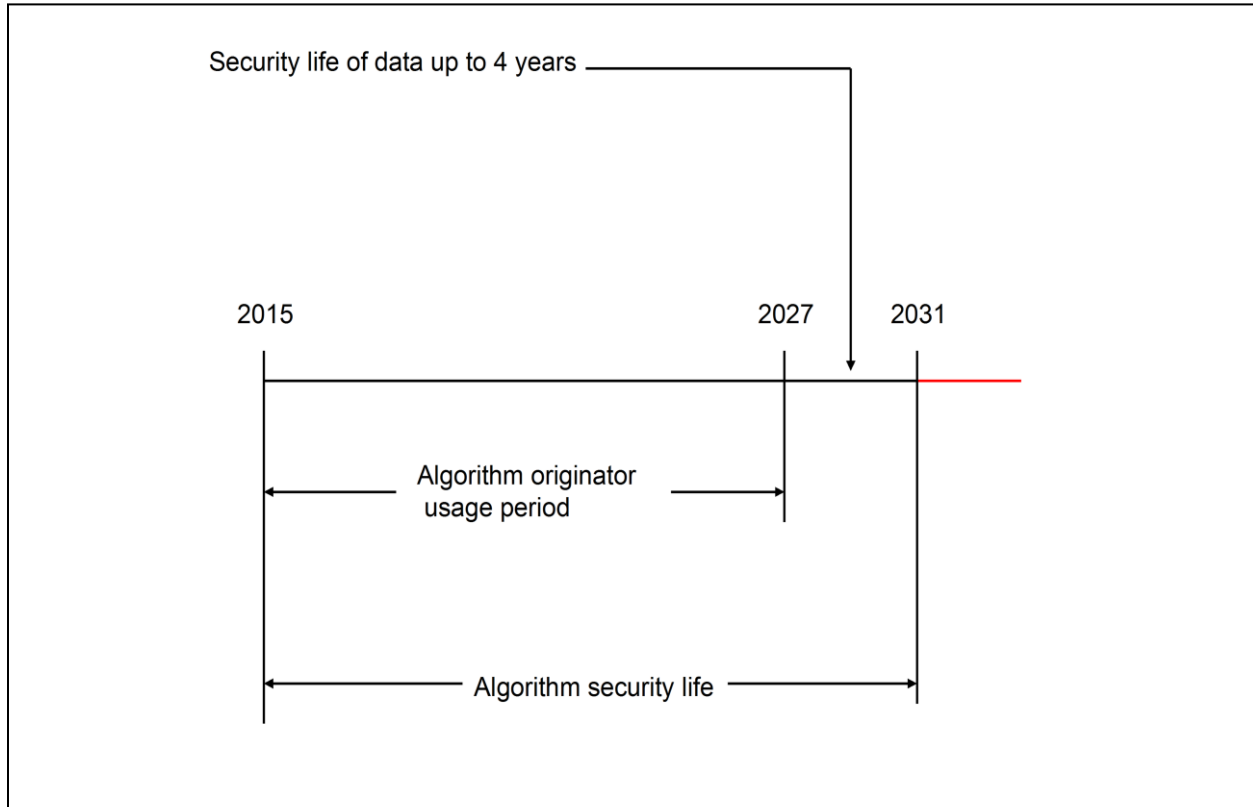 Security life of data up to 4 years
2015
2027
2031
Algorithm originator
usage period
Algorithm security life